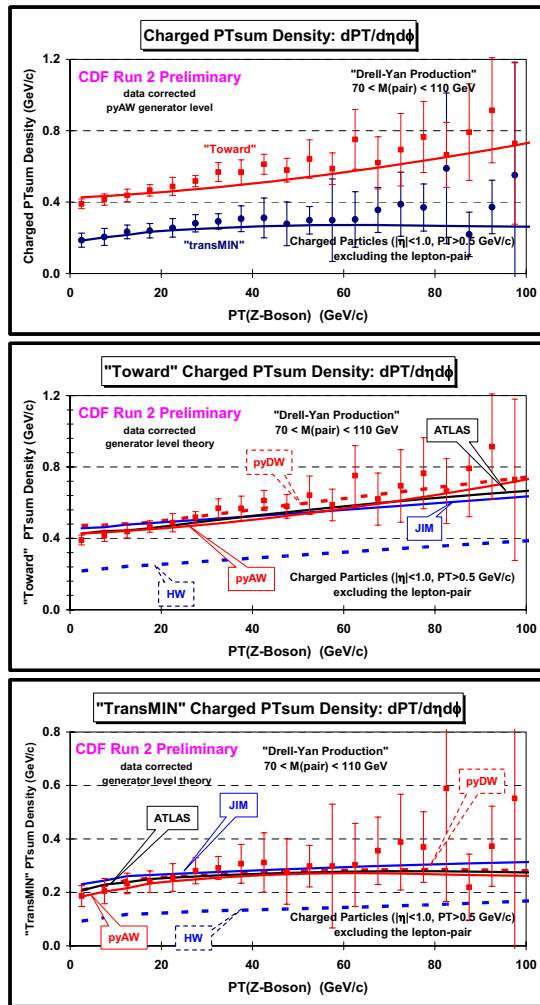 Charged PTsum Density: dPT/dηdϕ
CDF Run 2 Preliminary
data corrected
pyAW generator level
"Drell-Yan Production"
70 < M(pair) < 110 GeV
"Toward"
"transMIN"
Charged Particles (|η|<1.0, PT>0.5 GeV/c)
excluding the lepton-pair
Charged PTsum Density (GeV/c)
1.2
0.8
0.4
0.0
0 20 40 60 80 100
PT(Z-Boson) (GeV/c)
"Toward" Charged PTsum Density: dPT/dηdϕ
CDF Run 2 Preliminary
data corrected
generator level theory
"Drell-Yan Production"
70 < M(pair) < 110 GeV
ATLAS
pyDW
JIM
pyAW
HW
Charged Particles (|η|<1.0, PT>0.5 GeV/c)
excluding the lepton-pair
"Toward" PTsum Density (GeV/c)
1.2
0.8
0.4
0.0
0 20 40 60 80 100
PT(Z-Boson) (GeV/c)
"TransMIN" Charged PTsum Density: dPT/dηdϕ
CDF Run 2 Preliminary
data corrected
generator level theory
"Drell-Yan Production"
70 < M(pair) < 110 GeV
pyDW
ATLAS
JIM
pyAW
HW
Charged Particles (|η|<1.0, PT>0.5 GeV/c)
excluding the lepton-pair
"TransMIN" PTsum Density (GeV/c)
0.8
0.6
0.4
0.2
0.0
0 20 40 60 80 100
PT(Z-Boson) (GeV/c)